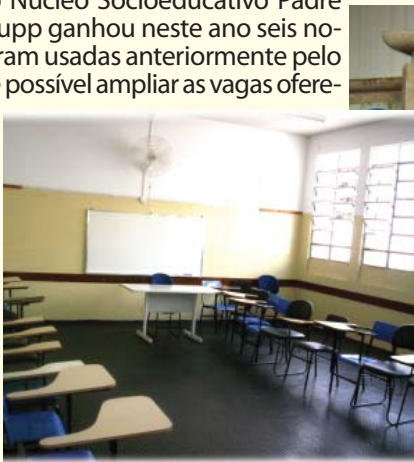 Núcleo Socioeducativo Padre
upp ganhou neste ano seis no-
ram usadas anteriormente pelo
possível ampliar as vagas ofere-